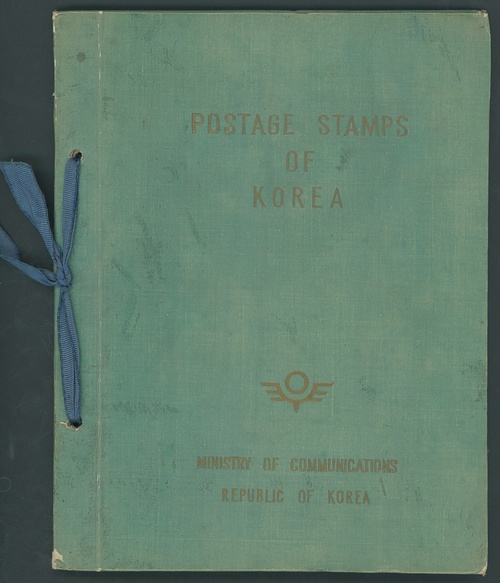 POSTAGE STAMPS
OF
KOREA
MINISTRY OF COMMUNICATIONS
REPUBLIC OF KOREA